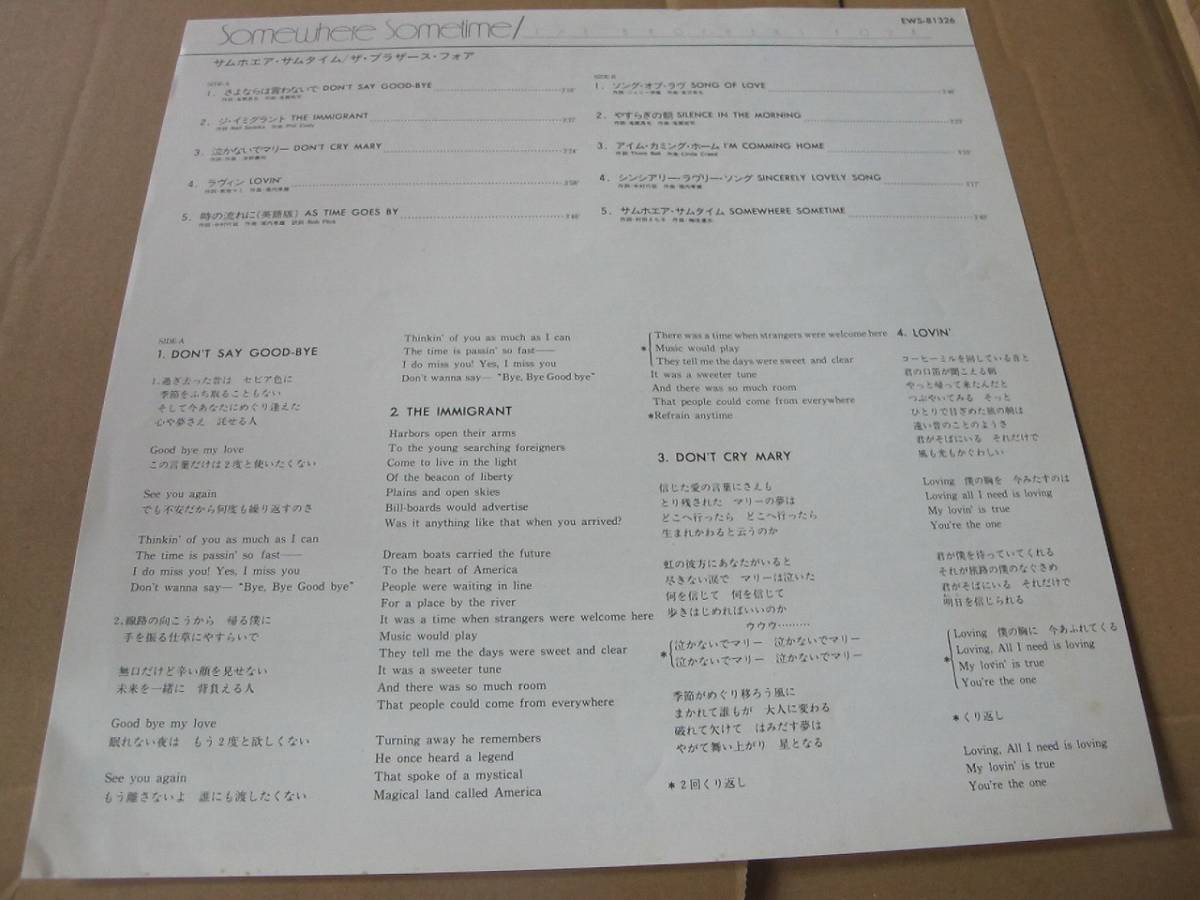 Somewhere Sometime/ THE BROTHERS FOUR
EWS-81326
サムホエア・サムタイム/ザ・ブラザース・フォア
SIDE-A
1. さよならは言わないで DON'T SAY GOOD-BYE
2. ジ・イミグラント THE IMMIGRANT
作詞 Neil Sedaka 作曲 Phil Cody
3. 泣かないでマリー DON'T CRY MARY
4. ラヴィン LOVIN'
5. 時の流れに(英語版) AS TIME GOES BY
SIDE-B
1. ソング・オブ・ラヴ SONG OF LOVE
2. やすらぎの朝 SILENCE IN THE MORNING
3. アイム・カミング・ホーム I'M COMMING HOME
作詞 Thom Bell 作曲 Linda Creed
4. シンシアリー・ラヴリー・ソング SINCERELY LOVELY SONG
5. サムホエア・サムタイム SOMEWHERE SOMETIME
SIDE-A
1. DON'T SAY GOOD-BYE
1.過ぎ去った昔は セピア色に
季節をふち取ることもない
そして今あなたにめぐり逢えた
心や夢さえ 託せる人
Good bye my love
この言葉だけは2度と使いたくない
See you again
でも不安だから何度も繰り返すのさ
Thinkin' of you as much as I can
The time is passin' so fast——
I do miss you! Yes, I miss you
Don't wanna say— "Bye, Bye Good bye"
2.線路の向こうから 帰る僕に
手を振る仕草にやすらいで
無口だけど辛い顔を見せない
未来を一緒に 背負える人
Good bye my love
眠れない夜は もう2度と欲しくない
See you again
もう離さないよ 誰にも渡したくない
Thinkin' of you as much as I can
The time is passin' so fast——
I do miss you! Yes, I miss you
Don't wanna say— "Bye, Bye Good bye"
2. THE IMMIGRANT
Harbors open their arms
To the young searching foreigners
Come to live in the light
Of the beacon of liberty
Plains and open skies
Bill-boards would advertise
Was it anything like that when you arrived?
Dream boats carried the future
To the heart of America
People were waiting in line
For a place by the river
It was a time when strangers were welcome here
Music would play
They tell me the days were sweet and clear
It was a sweeter tune
And there was so much room
That people could come from everywhere
Turning away he remembers
He once heard a legend
That spoke of a mystical
Magical land called America
There was a time when strangers were welcome here
* Music would play
They tell me the days were sweet and clear
It was a sweeter tune
And there was so much room
That people could come from everywhere
*Refrain anytime
3. DON'T CRY MARY
信じた愛の言葉にさえも
とり残された マリーの夢は
どこへ行ったら どこへ行ったら
生まれかわると云うのか
虹の彼方にあなたがいると
尽きない涙で マリーは泣いた
何を信じて 何を信じて
歩きはじめればいいのか
ウウウ………
* 泣かないでマリー 泣かないでマリー
泣かないでマリー 泣かないでマリー
季節がめぐり移ろう風に
まかれて誰もが 大人に変わる
破れて欠けて はみだす夢は
やがて舞い上がり 星となる
* 2回くり返し
4. LOVIN'
コーヒーミルを回している音と
君の口笛が聞こえる朝
やっと帰って来たんだと
つぶやいてみる そっと
ひとりで目ざめた旅の朝は
遠い昔のことのようさ
君がそばにいる それだけで
風も光もかぐわしい
Loving 僕の胸を 今みたすのは
Loving all I need is loving
My lovin' is true
You're the one
君が僕を待っていてくれる
それが旅路の僕のなぐさめ
君がそばにいる それだけで
明日を信じられる
Loving 僕の胸に 今あふれてくる
Loving, All I need is loving
* My lovin' is true
You're the one
*くり返し
Loving, All I need is loving
My lovin' is true
You're the one